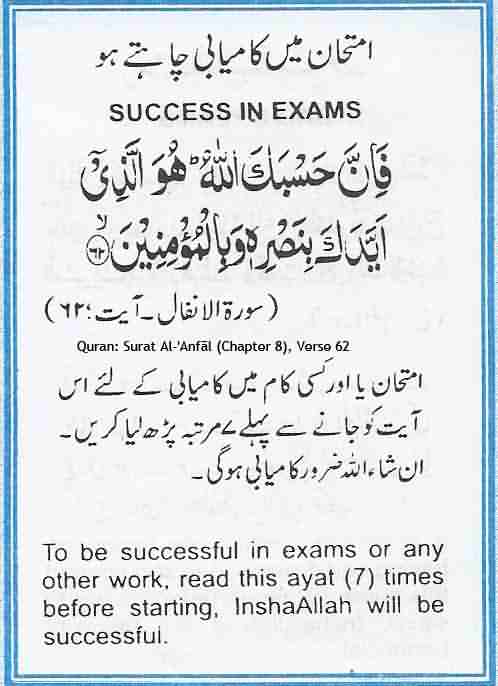 امتحان میں کامیابی چاہتے ہو
SUCCESS IN EXAMS
فَاِنَّ حَسْبَكَ اللّٰهُ ؕ هُوَ الَّذِىْۤ
اَيَّدَكَ بِنَصْرِهٖ وَبِالْمُؤْمِنِيْنَ ۙ ﴿٦٢﴾
(سورۃ الانفال ۔ آیت : ۶۲)
Quran: Surat Al-'Anfāl (Chapter 8), Verse 62
امتحان یا اور کسی کام میں کامیابی کے لئے اس
آیت کو جانے سے پہلے ۷ مرتبہ پڑھ لیا کریں۔
ان شاء اللہ ضرور کامیابی ہوگی۔
To be successful in exams or any
other work, read this ayat (7) times
before starting, InshaAllah will be
successful.